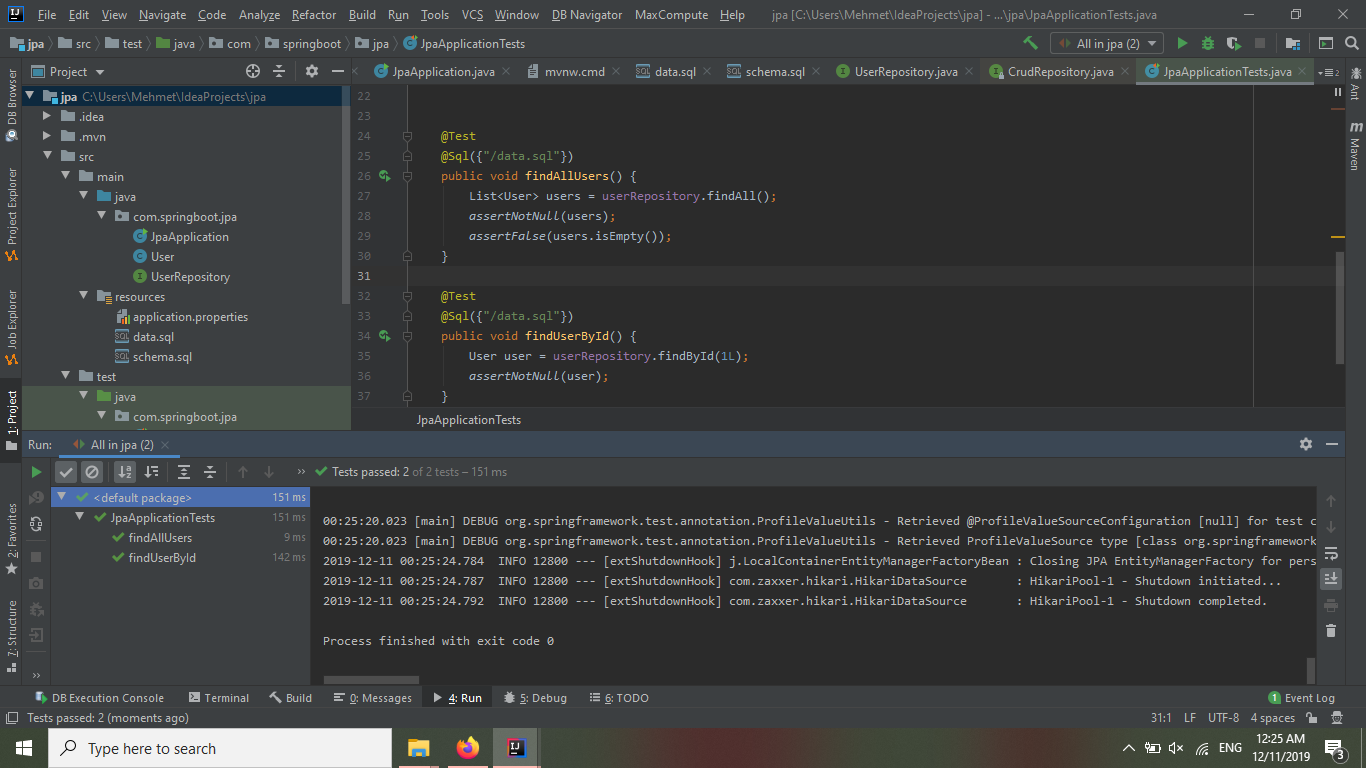 File Edit View Navigate Code Analyze Refactor Build Run Tools VCS Window DB Navigator MaxCompute Help jpa [C:\Users\Mehmet\IdeaProjects\jpa] - ...\jpa\JpaApplicationTests.java
jpa src test java com springboot jpa JpaApplicationTests All in jpa (2)
Project JpaApplication.java mvnw.cmd data.sql schema.sql UserRepository.java CrudRepository.java JpaApplicationTests.java 2
DB Browser
Project Explorer
Job Explorer
1: Project
2: Favorites
7: Structure
Ant
Maven
jpa C:\Users\Mehmet\IdeaProjects\jpa
.idea
.mvn
src
main
java
com.springboot.jpa
JpaApplication
User
UserRepository
resources
application.properties
data.sql
schema.sql
test
java
com.springboot.jpa
22
23
24 @Test
25 @Sql({"/data.sql"})
26 public void findAllUsers() {
27 List<User> users = userRepository.findAll();
28 assertNotNull(users);
29 assertFalse(users.isEmpty());
30 }
31
32 @Test
33 @Sql({"/data.sql"})
34 public void findUserById() {
35 User user = userRepository.findById(1L);
36 assertNotNull(user);
37 }
JpaApplicationTests
Run: All in jpa (2)
Tests passed: 2 of 2 tests – 151 ms
<default package> 151 ms
JpaApplicationTests 151 ms
findAllUsers 9 ms
findUserById 142 ms
00:25:20.023 [main] DEBUG org.springframework.test.annotation.ProfileValueUtils - Retrieved @ProfileValueSourceConfiguration [null] for test c
00:25:20.023 [main] DEBUG org.springframework.test.annotation.ProfileValueUtils - Retrieved ProfileValueSource type [class org.springframework
2019-12-11 00:25:24.784 INFO 12800 --- [extShutdownHook] j.LocalContainerEntityManagerFactoryBean : Closing JPA EntityManagerFactory for pers
2019-12-11 00:25:24.787 INFO 12800 --- [extShutdownHook] com.zaxxer.hikari.HikariDataSource : HikariPool-1 - Shutdown initiated...
2019-12-11 00:25:24.792 INFO 12800 --- [extShutdownHook] com.zaxxer.hikari.HikariDataSource : HikariPool-1 - Shutdown completed.
Process finished with exit code 0
DB Execution Console Terminal Build 0: Messages 4: Run 5: Debug 6: TODO 1 Event Log
Tests passed: 2 (moments ago) 31:1 LF UTF-8 4 spaces
Type here to search ENG 12:25 AM
12/11/2019 3